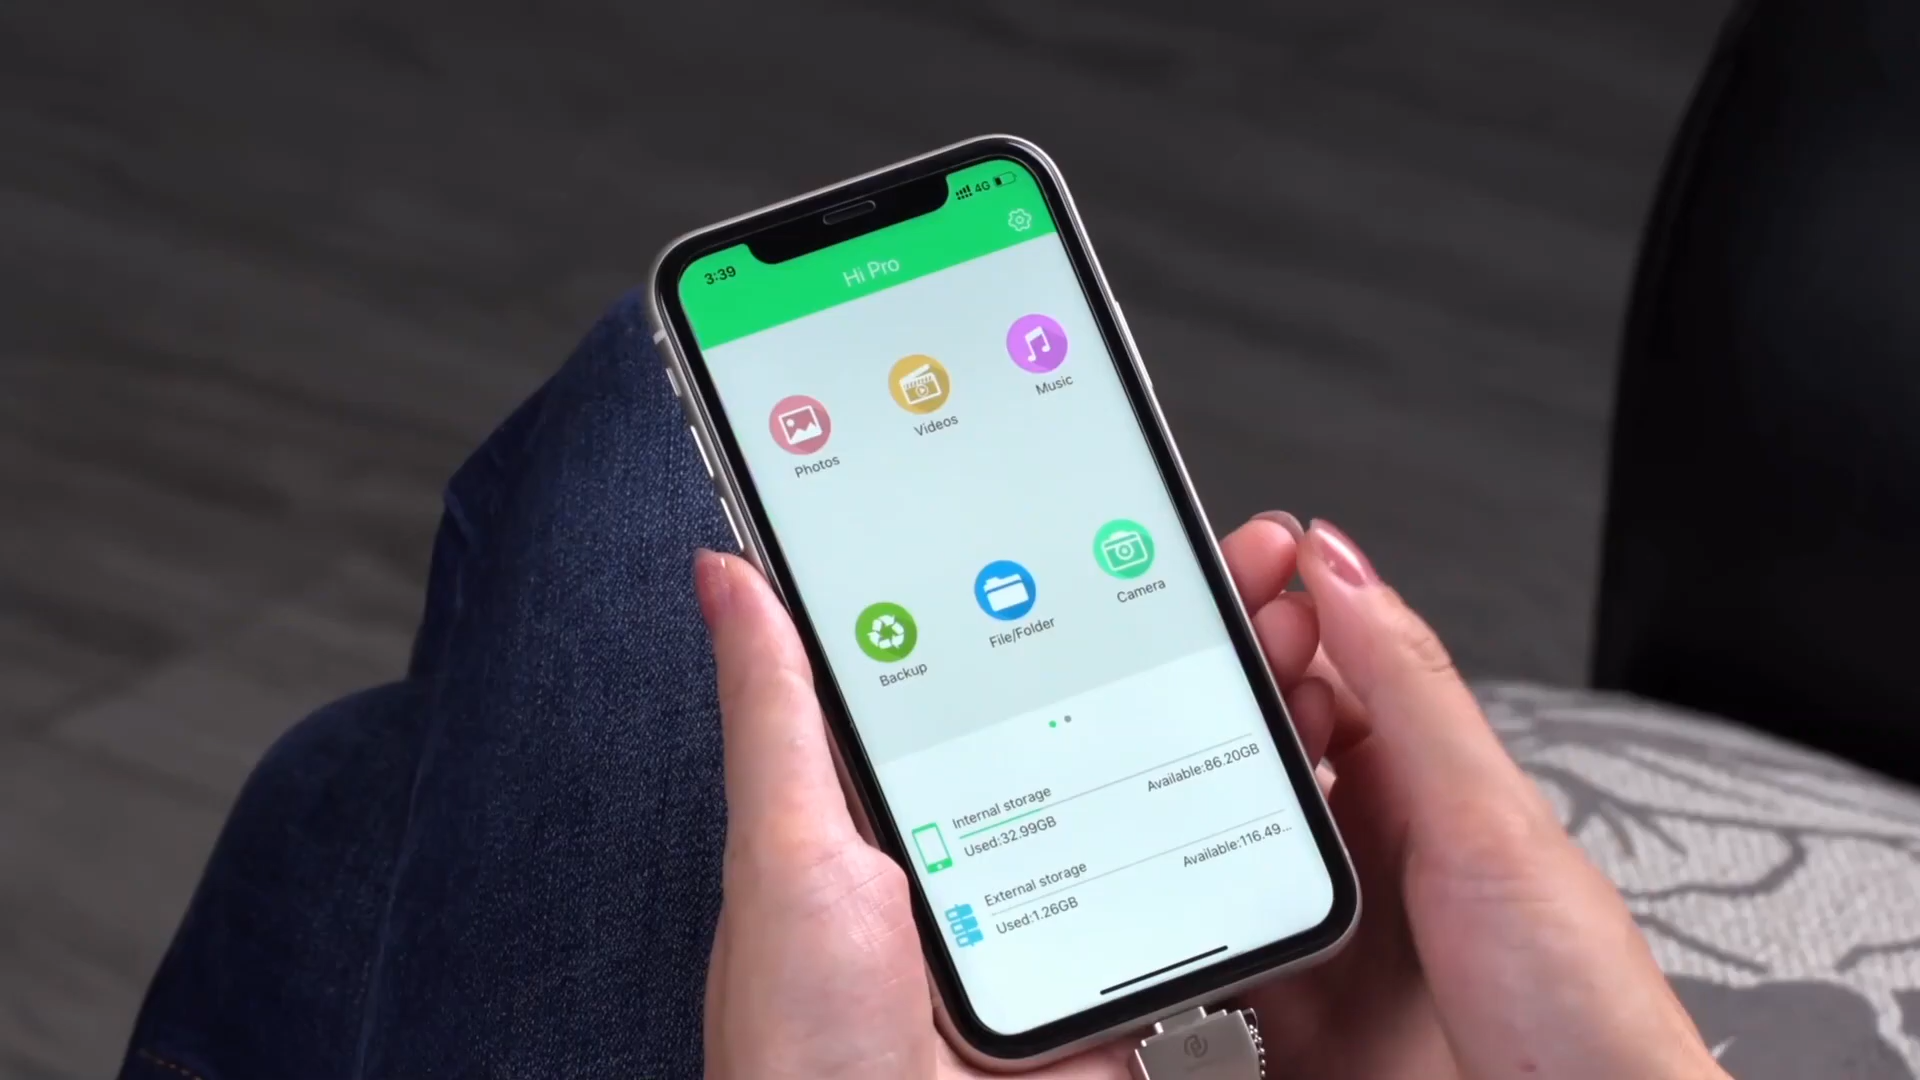 4G
3:39
Hi Pro
Photos
Videos
Music
Backup
File/Folder
Camera
Internal storage
Available:86.20GB
Used:32.99GB
External storage
Available:116.49...
Used:1.26GB